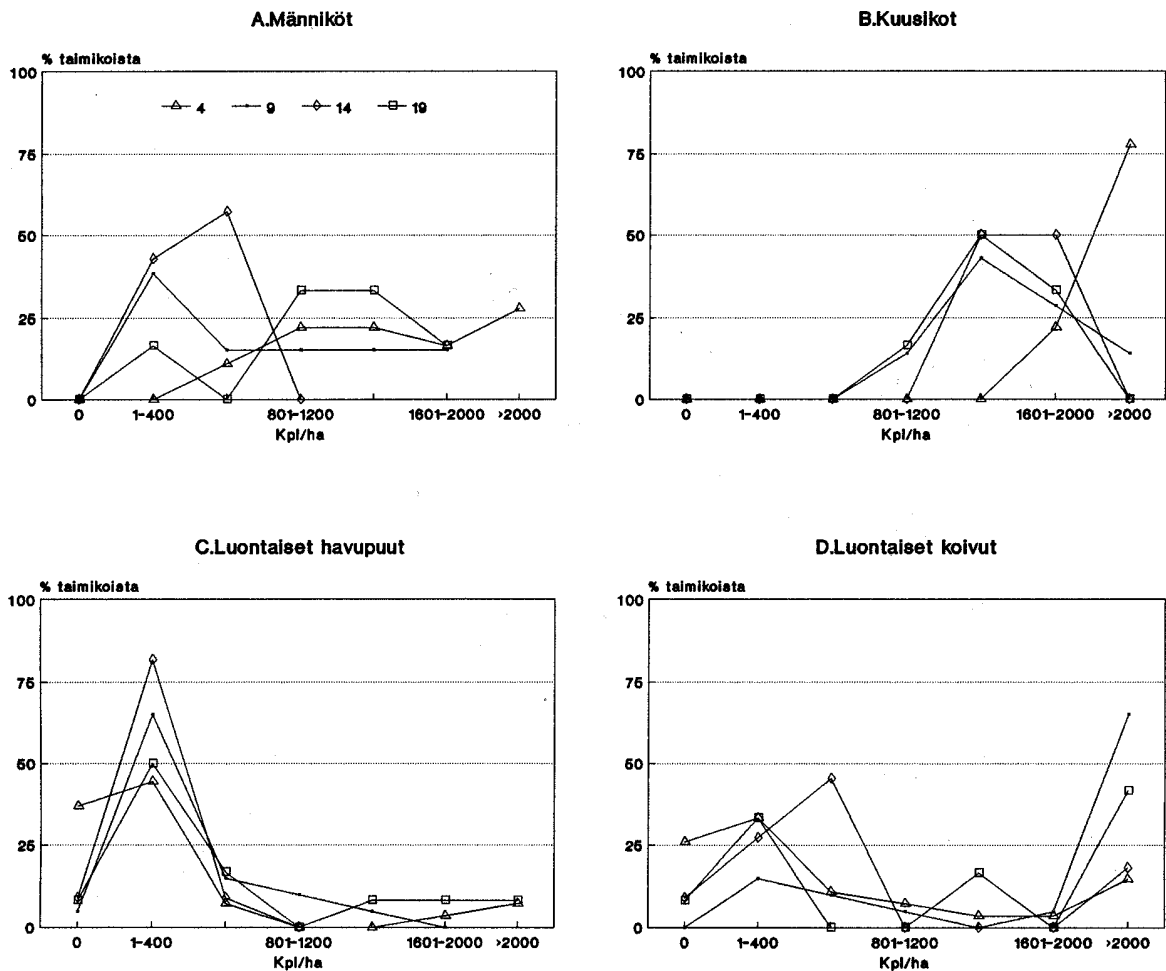 A.Männiköt
% taimikoista
100
75
50
25
0
4 9 14 19
0 1-400 801-1200 1601-2000 >2000
Kpl/ha
B.Kuusikot
% taimikoista
100
75
50
25
0
0 1-400 801-1200 1601-2000 >2000
Kpl/ha
C.Luontaiset havupuut
% taimikoista
100
75
50
25
0
0 1-400 801-1200 1601-2000 >2000
Kpl/ha
D.Luontaiset koivut
% taimikoista
100
75
50
25
0
0 1-400 801-1200 1601-2000 >2000
Kpl/ha